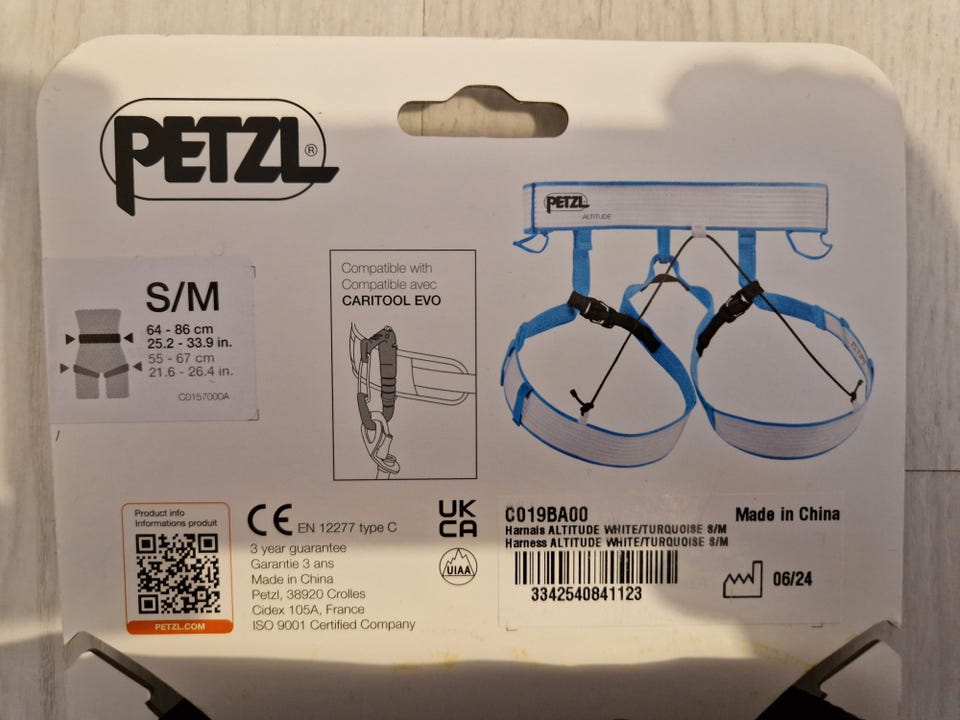 PETZL®
PETZL
ALTITUDE
Compatible with
Compatible avec
CARITOOL EVO
S/M
64 - 86 cm
25.2 - 33.9 in.
55 - 67 cm
21.6 - 26.4 in.
C0157000A
PETZL
Product info
Informations produit
PETZL.COM
CE EN 12277 type C
3 year guarantee
Garantie 3 ans
Made in China
Petzl, 38920 Crolles
Cidex 105A, France
ISO 9001 Certified Company
UK
CA
UIAA
C019BA00
Made in China
Harnais ALTITUDE WHITE/TURQUOISE S/M
Harness ALTITUDE WHITE/TURQUOISE S/M
3342540841123
06/24